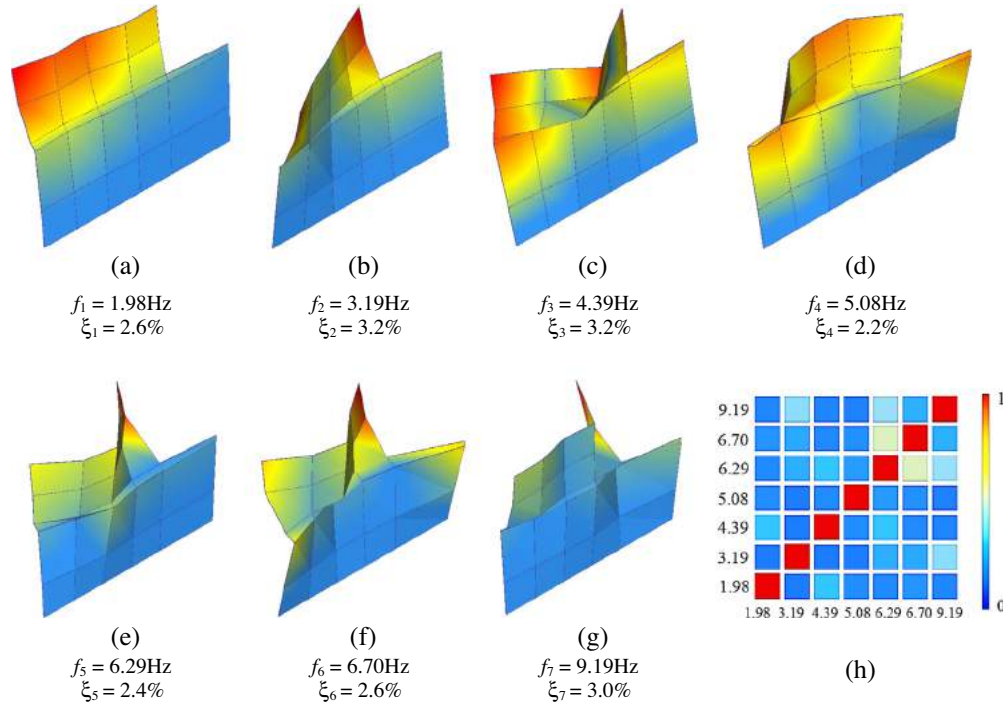 (a)
(b)
(c)
(d)
f₁ = 1.98Hz
ξ₁ = 2.6%
f₂ = 3.19Hz
ξ₂ = 3.2%
f₃ = 4.39Hz
ξ₃ = 3.2%
f₄ = 5.08Hz
ξ₄ = 2.2%
9.19
6.70
6.29
5.08
4.39
3.19
1.98
1.98 3.19 4.39 5.08 6.29 6.70 9.19
1
0
(e)
(f)
(g)
(h)
f₅ = 6.29Hz
ξ₅ = 2.4%
f₆ = 6.70Hz
ξ₆ = 2.6%
f₇ = 9.19Hz
ξ₇ = 3.0%